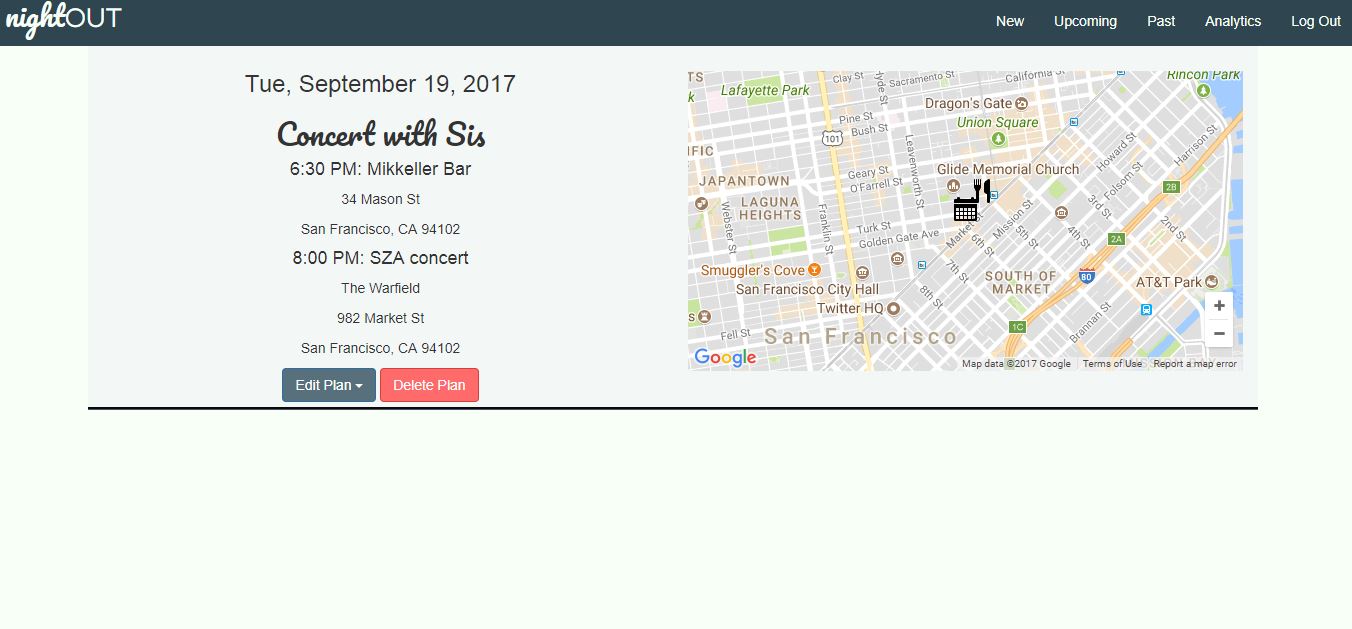 nightOUT
New Upcoming Past Analytics Log Out
Tue, September 19, 2017
Concert with Sis
6:30 PM: Mikkeller Bar
34 Mason St
San Francisco, CA 94102
8:00 PM: SZA concert
The Warfield
982 Market St
San Francisco, CA 94102
Edit Plan
Delete Plan
TS
k
Lafayette Park
Clay St
Hyde St
Sacramento St
California St
Rincon Park
Dragon's Gate
Union Square
Pine St
Bush St
101
IFIC
Leavenworth St
Howard St
Harrison St
Geary St
O'Farrell St
Glide Memorial Church
Folsom St
JAPANTOWN
LAGUNA
HEIGHTS
Webster St
Franklin St
2B
3rd St
Mission St
Market St
Turk St
Golden Gate Ave
6th St
5th St
4th St
2nd St
2A
7th St
Smuggler's Cove
San Francisco City Hall
SOUTH OF
MARKET
80
AT&T Park
8th St
Twitter HQ
s
Brannan St
1C
Fell St
San Francisco
+
−
Google
Map data ©2017 Google
Terms of Use
Report a map error